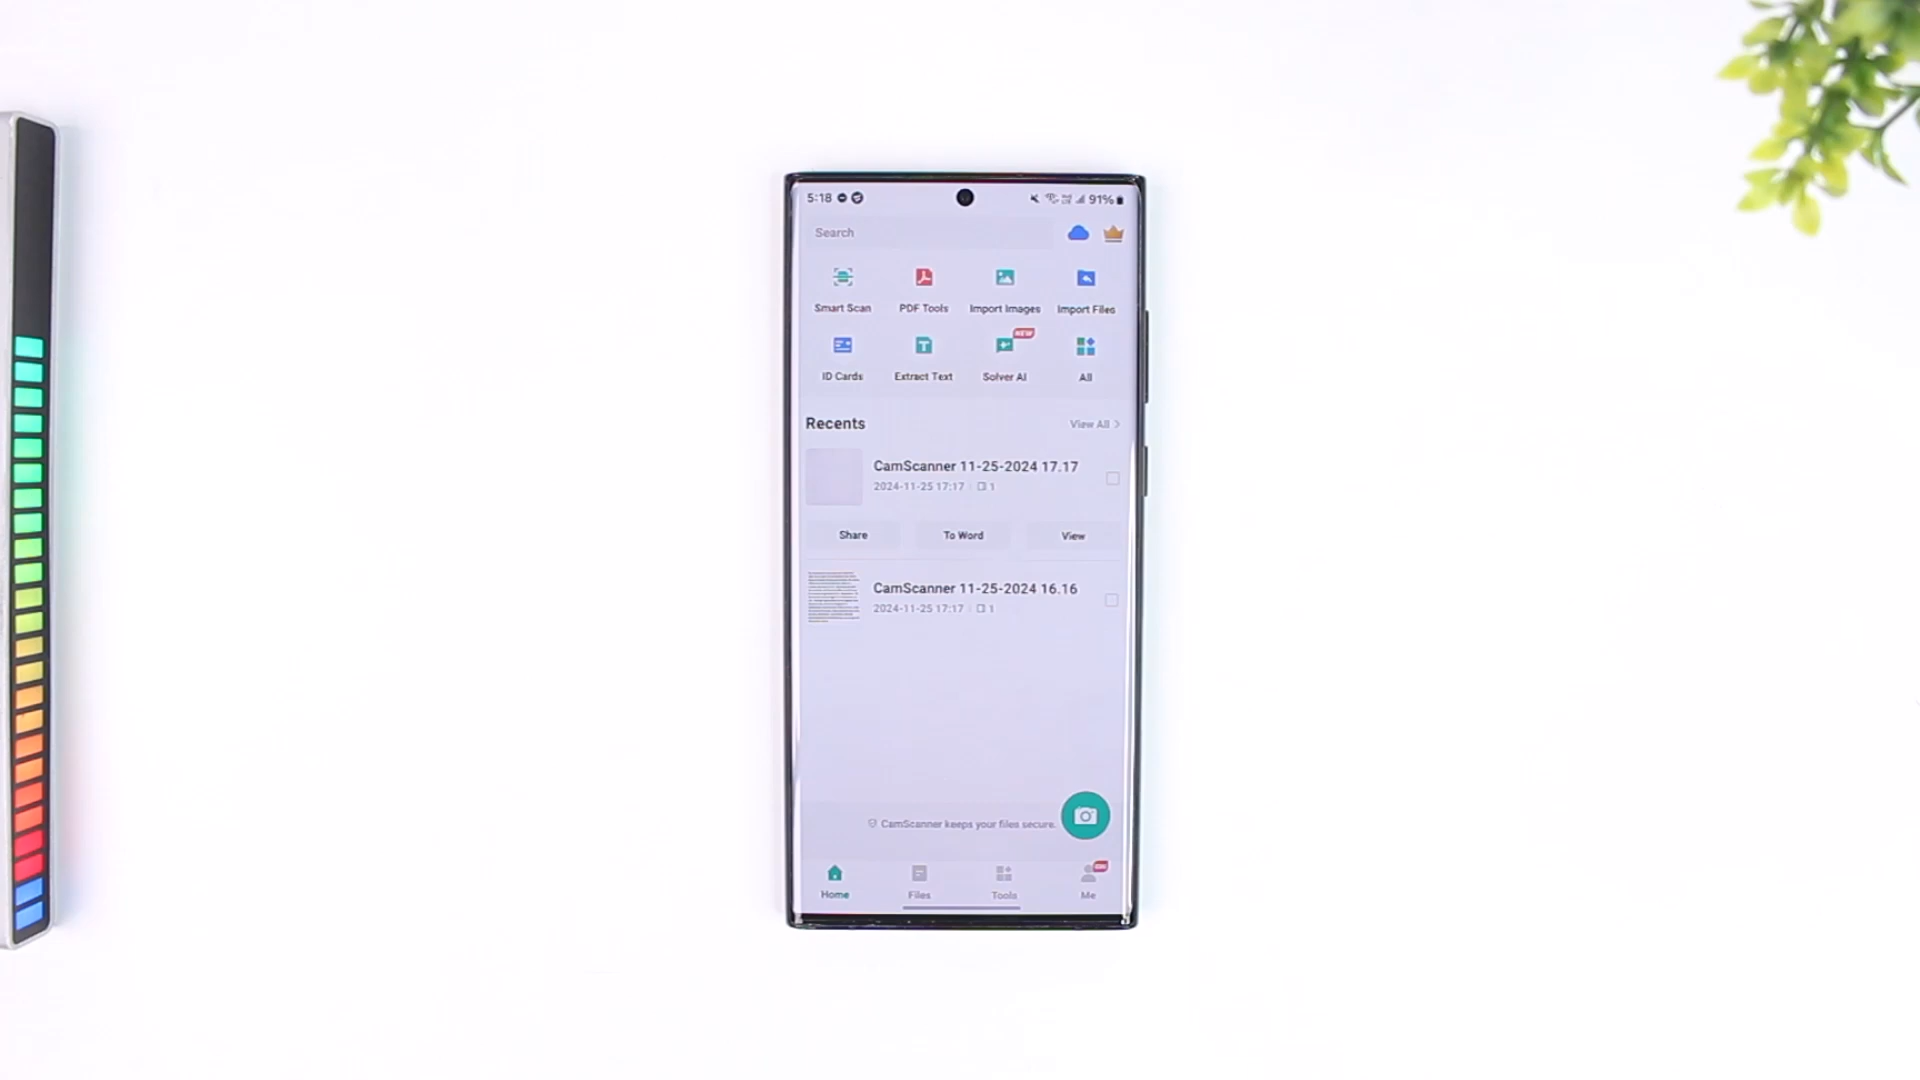 5:18 91%
Search
Smart Scan PDF Tools Import Images Import Files
NEW
ID Cards Extract Text Solver AI All
Recents View All >
CamScanner 11-25-2024 17.17
2024-11-25 17:17 1
Share To Word View
CamScanner 11-25-2024 16.16
2024-11-25 17:17 1
CamScanner keeps your files secure.
Home Files Tools Me